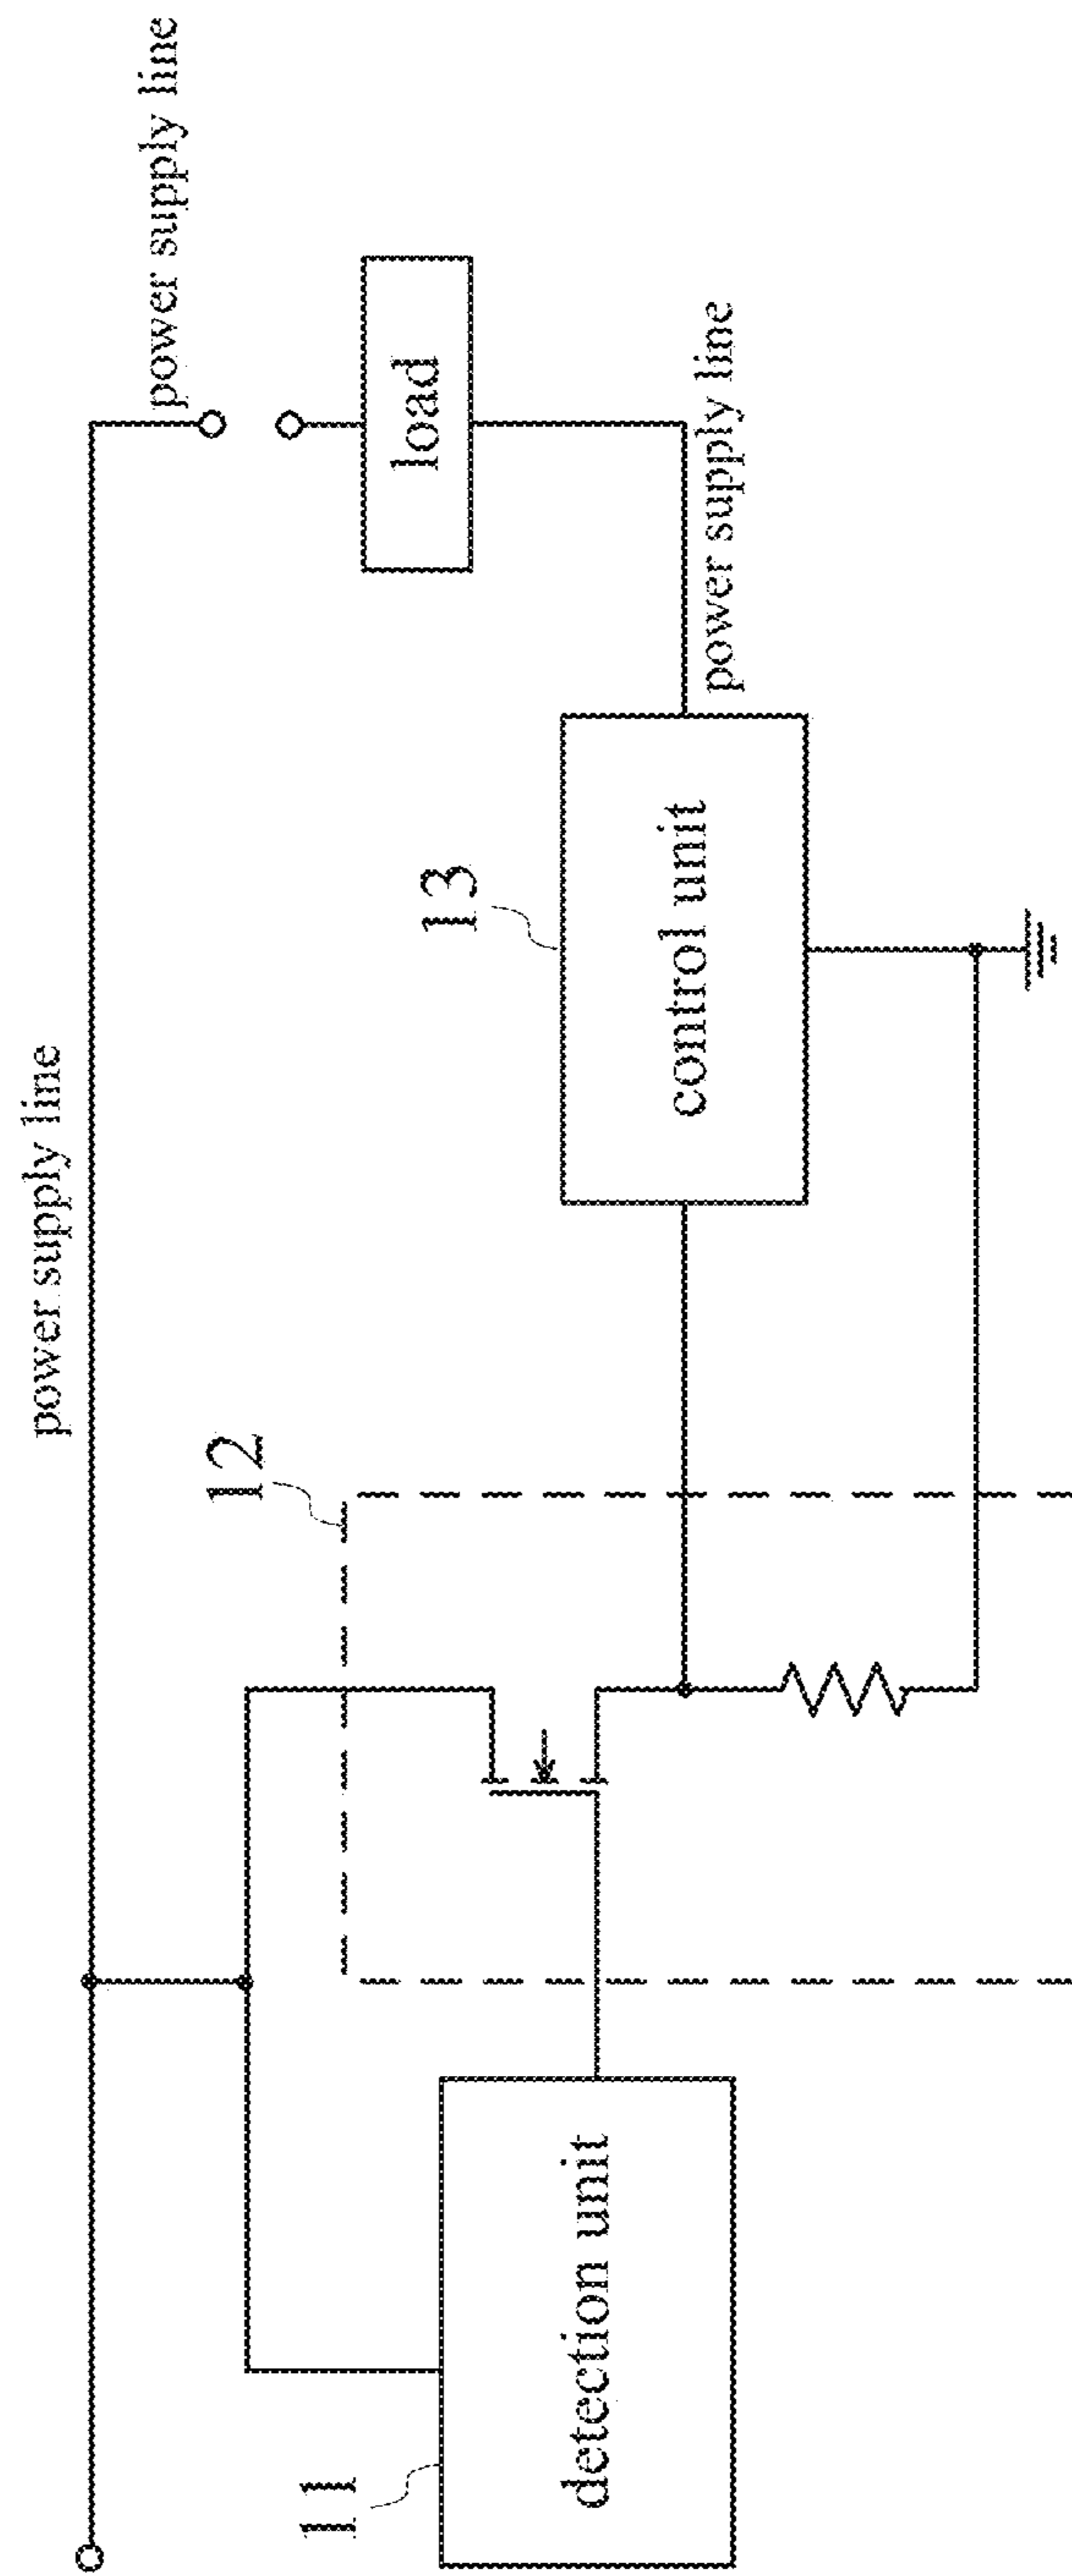 power supply line
power supply line
12
load
13
power supply line
11
detection unit
control unit